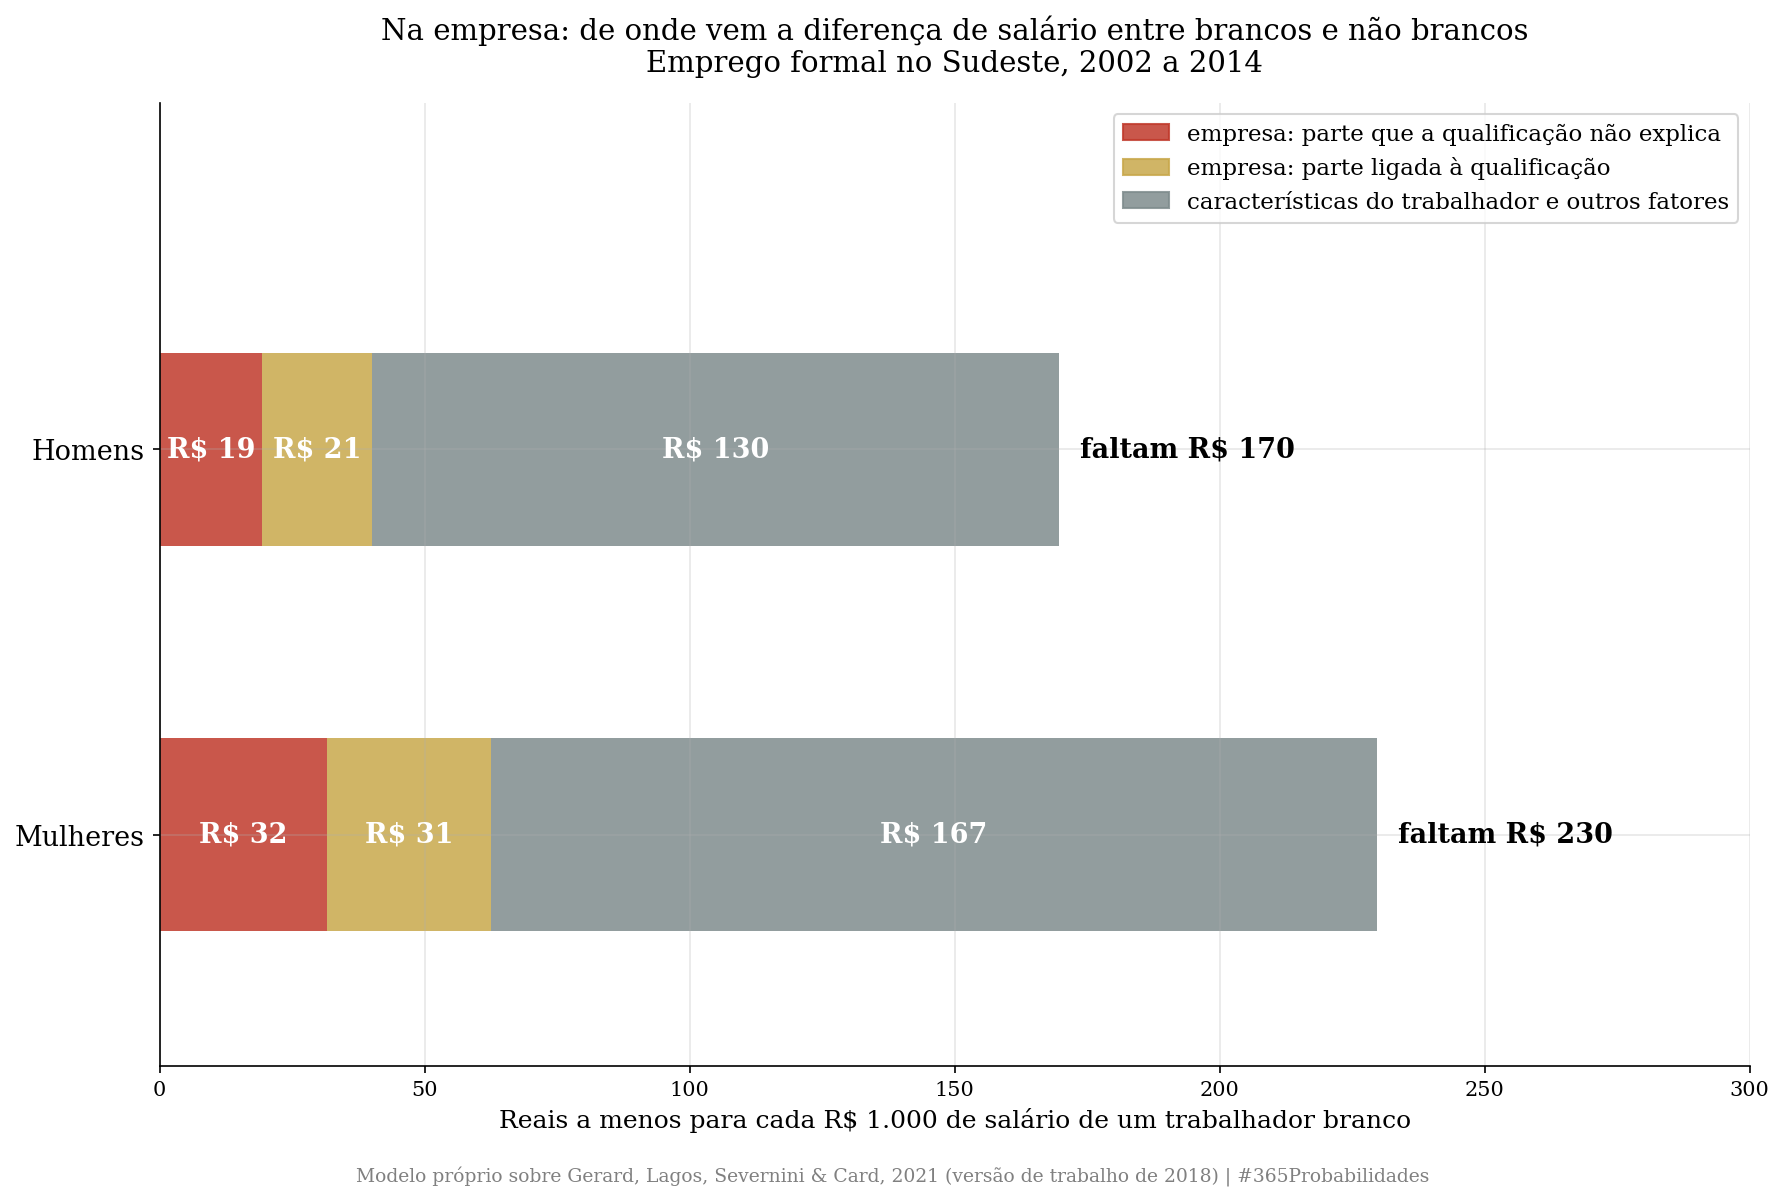 Na empresa: de onde vem a diferença de salário entre brancos e não brancos
Emprego formal no Sudeste, 2002 a 2014
empresa: parte que a qualificação não explica
empresa: parte ligada à qualificação
características do trabalhador e outros fatores
Homens
R$ 19
R$ 21
R$ 130
faltam R$ 170
Mulheres
R$ 32
R$ 31
R$ 167
faltam R$ 230
0
50
100
150
200
250
300
Reais a menos para cada R$ 1.000 de salário de um trabalhador branco
Modelo próprio sobre Gerard, Lagos, Severnini & Card, 2021 (versão de trabalho de 2018) | #365Probabilidades